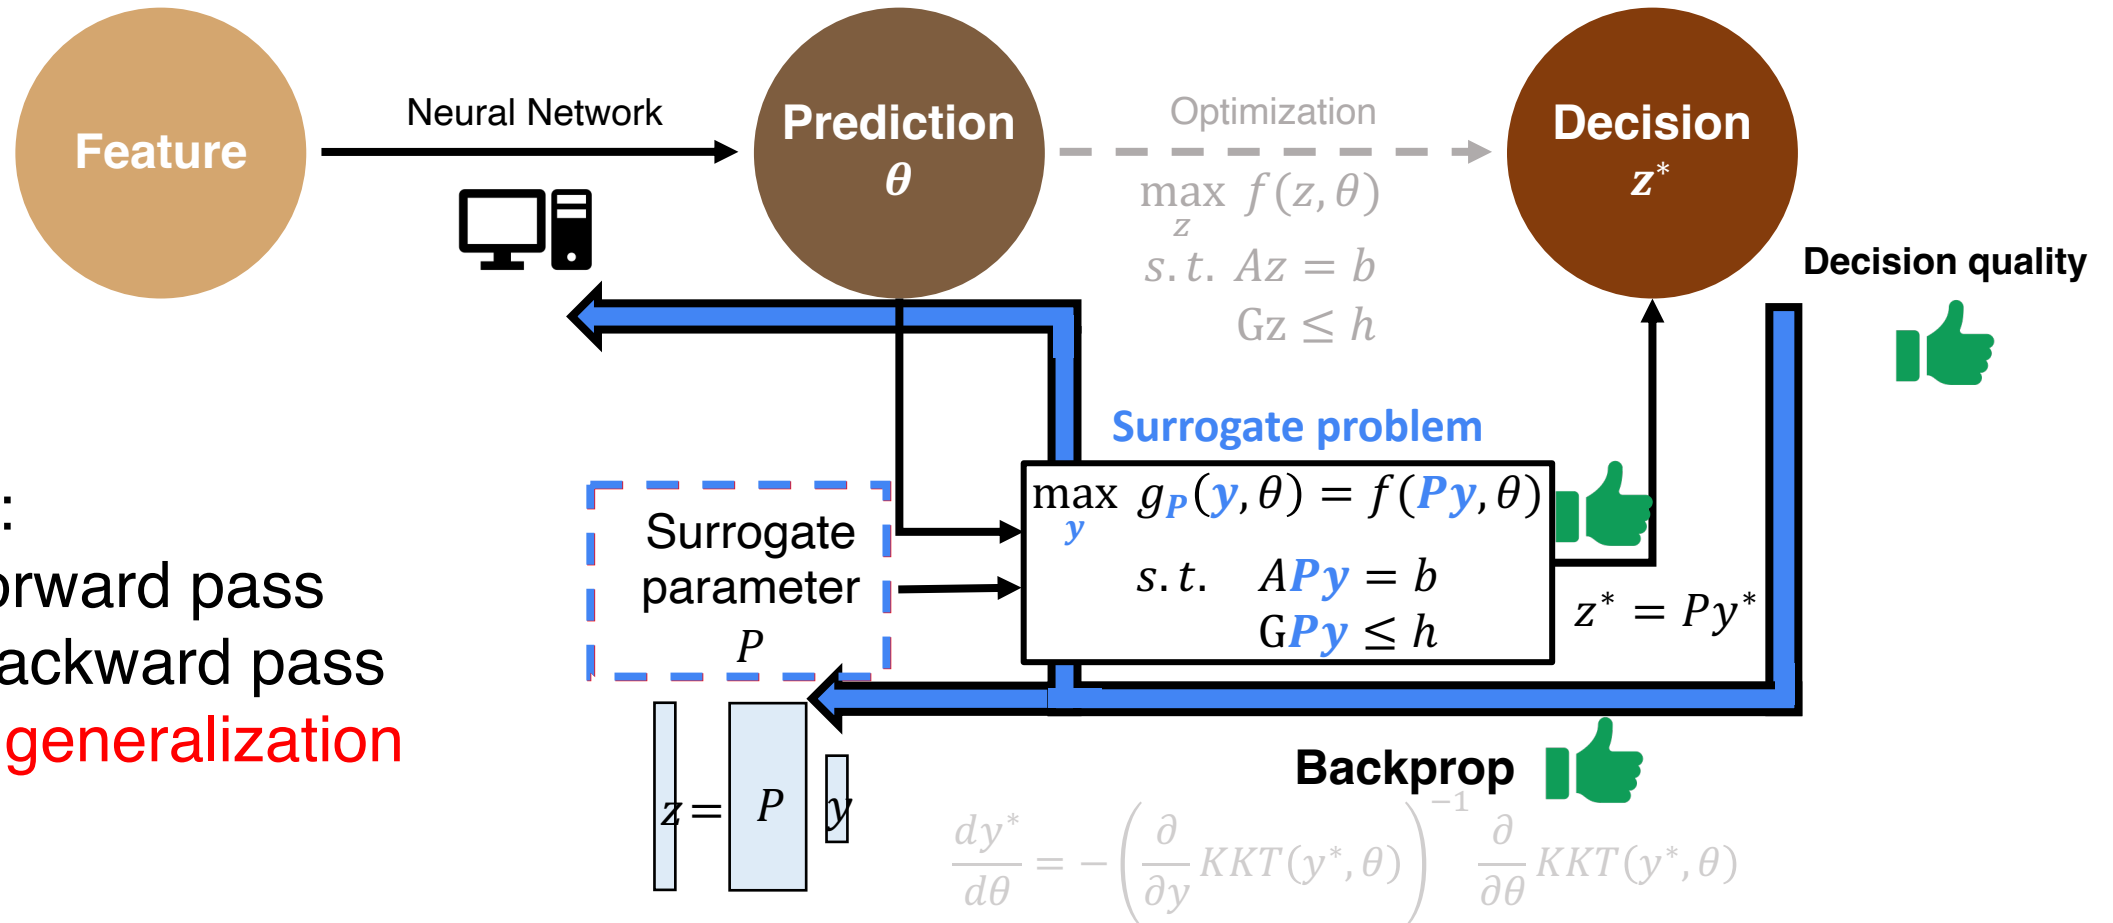 Feature
Neural Network
Prediction
θ
Optimization
max f(z, θ)
z
s.t. Az = b
Gz ≤ h
Decision
z*
Decision quality
Surrogate problem
max g_P(y, θ) = f(Py, θ)
y
s.t. APy = b
GPy ≤ h
z* = Py*
Surrogate
parameter
P
:
orward pass
ackward pass
generalization
z = P y
Backprop
dy*/dθ = −(∂/∂y KKT(y*, θ))⁻¹ ∂/∂θ KKT(y*, θ)